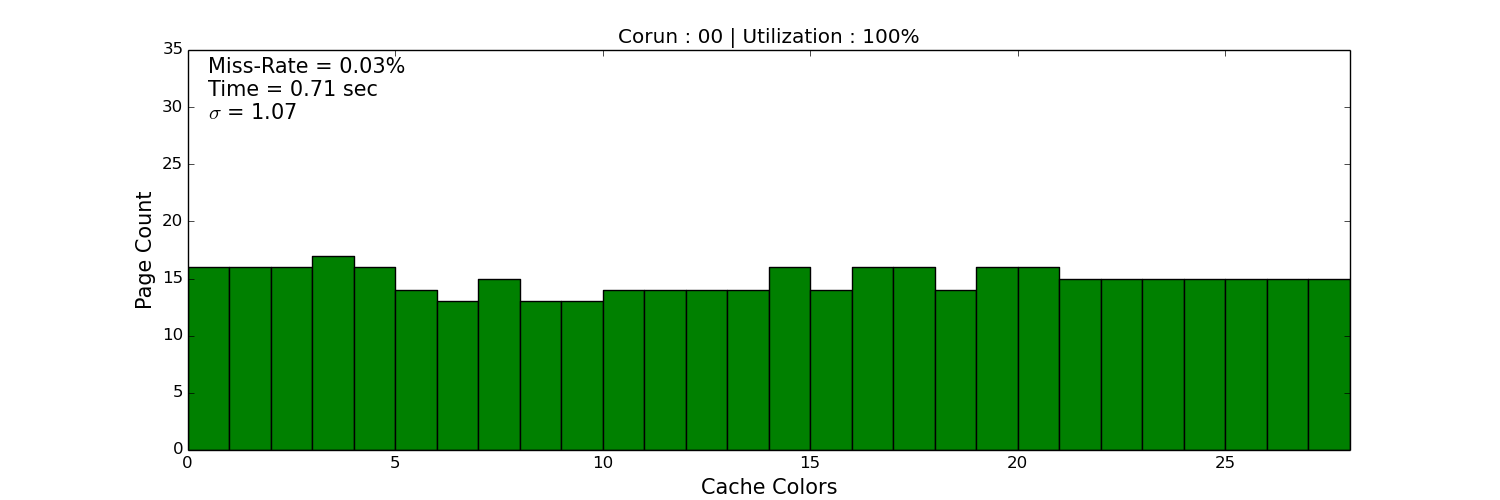 Corun : 00 | Utilization : 100%
Miss-Rate = 0.03%
Time = 0.71 sec
σ = 1.07
Page Count
35
30
25
20
15
10
5
0
0 5 10 15 20 25
Cache Colors